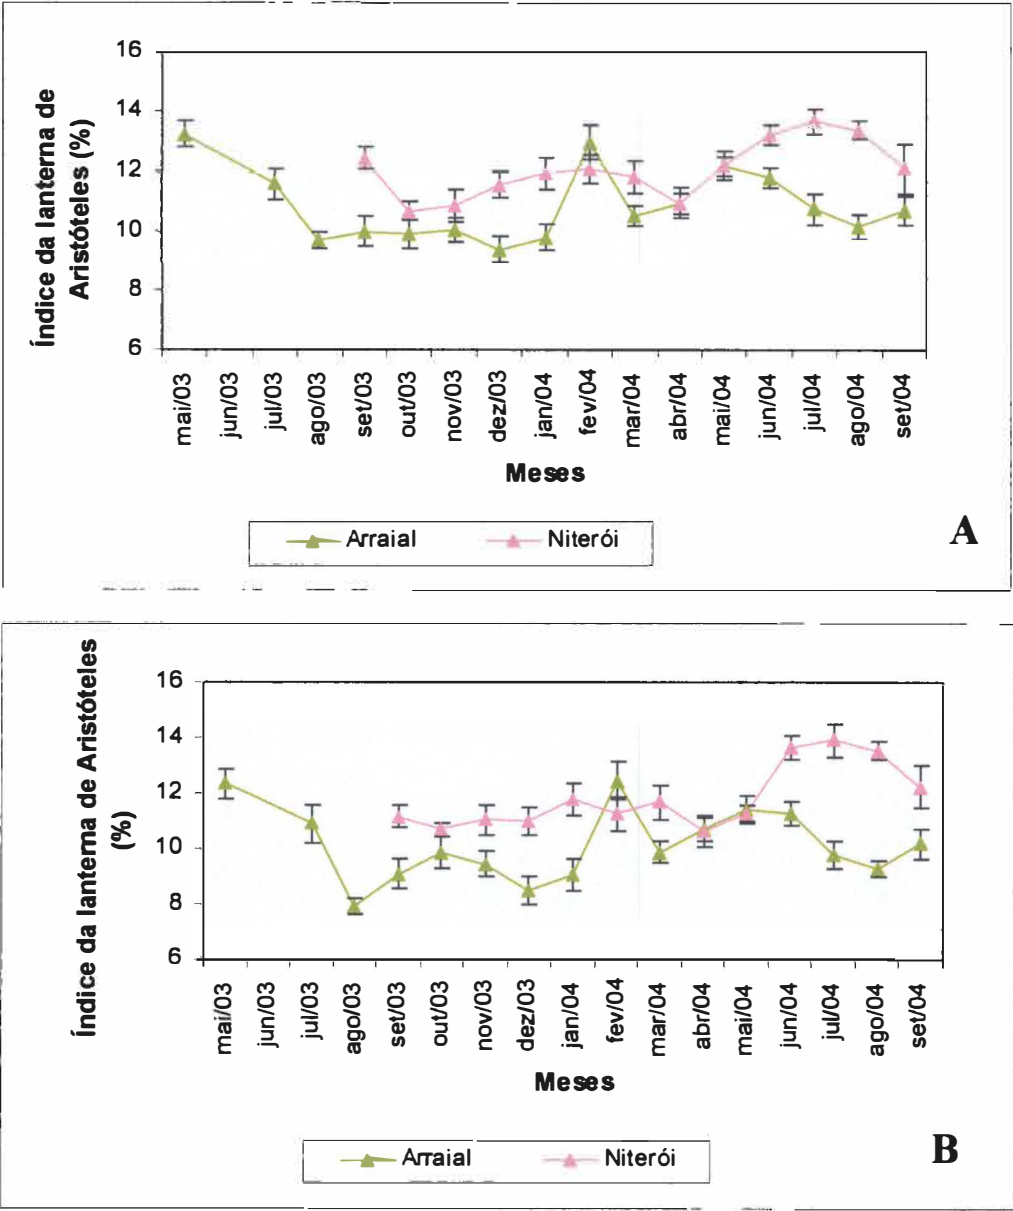 Índice da lanterna de
Aristóteles (%)
16
14
12
10
8
6
mai/03
jun/03
jul/03
ago/03
set/03
out/03
nov/03
dez/03
jan/04
fev/04
mar/04
abr/04
mai/04
jun/04
jul/04
ago/04
set/04
Meses
Arraial
Niterói
A
Índice da lanterna de Aristóteles
(%)
16
14
12
10
8
6
mai/03
jun/03
jul/03
ago/03
set/03
out/03
nov/03
dez/03
jan/04
fev/04
mar/04
abr/04
mai/04
jun/04
jul/04
ago/04
set/04
Meses
Arraial
Niterói
B